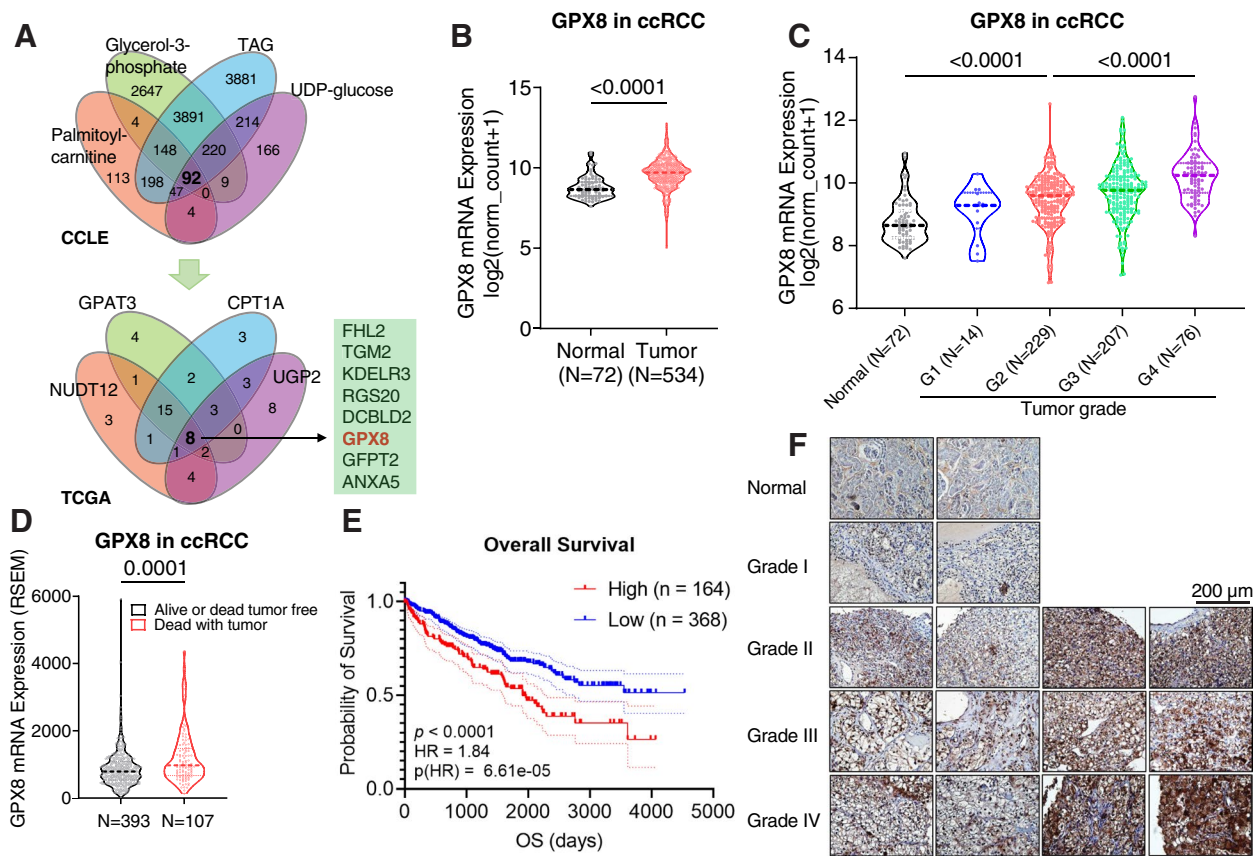 A
Glycerol-3-
phosphate
TAG
UDP-glucose
Palmitoyl-
carnitine
2647
3881
4
3891
214
166
148
220
113
198
47
92
0
9
4
CCLE
GPAT3
CPT1A
NUDT12
UGP2
4
3
1
2
3
3
15
3
8
1
8
0
1
2
4
TCGA
FHL2
TGM2
KDELR3
RGS20
DCBLD2
GPX8
GFPT2
ANXA5
B
GPX8 in ccRCC
<0.0001
GPX8 mRNA Expression
log2(norm_count+1)
15
10
5
0
Normal Tumor
(N=72) (N=534)
C
GPX8 in ccRCC
<0.0001 <0.0001
GPX8 mRNA Expression
log2(norm_count+1)
14
12
10
8
6
Normal (N=72)
G1 (N=14)
G2 (N=229)
G3 (N=207)
G4 (N=76)
Tumor grade
D
GPX8 in ccRCC
0.0001
GPX8 mRNA Expression (RSEM)
6000
4000
2000
0
Alive or dead tumor free
Dead with tumor
N=393 N=107
E
Overall Survival
High (n = 164)
Low (n = 368)
Probability of Survival
1.0
0.5
0.0
p < 0.0001
HR = 1.84
p(HR) = 6.61e-05
0 1000 2000 3000 4000 5000
OS (days)
F
Normal
Grade I
200 µm
Grade II
Grade III
Grade IV